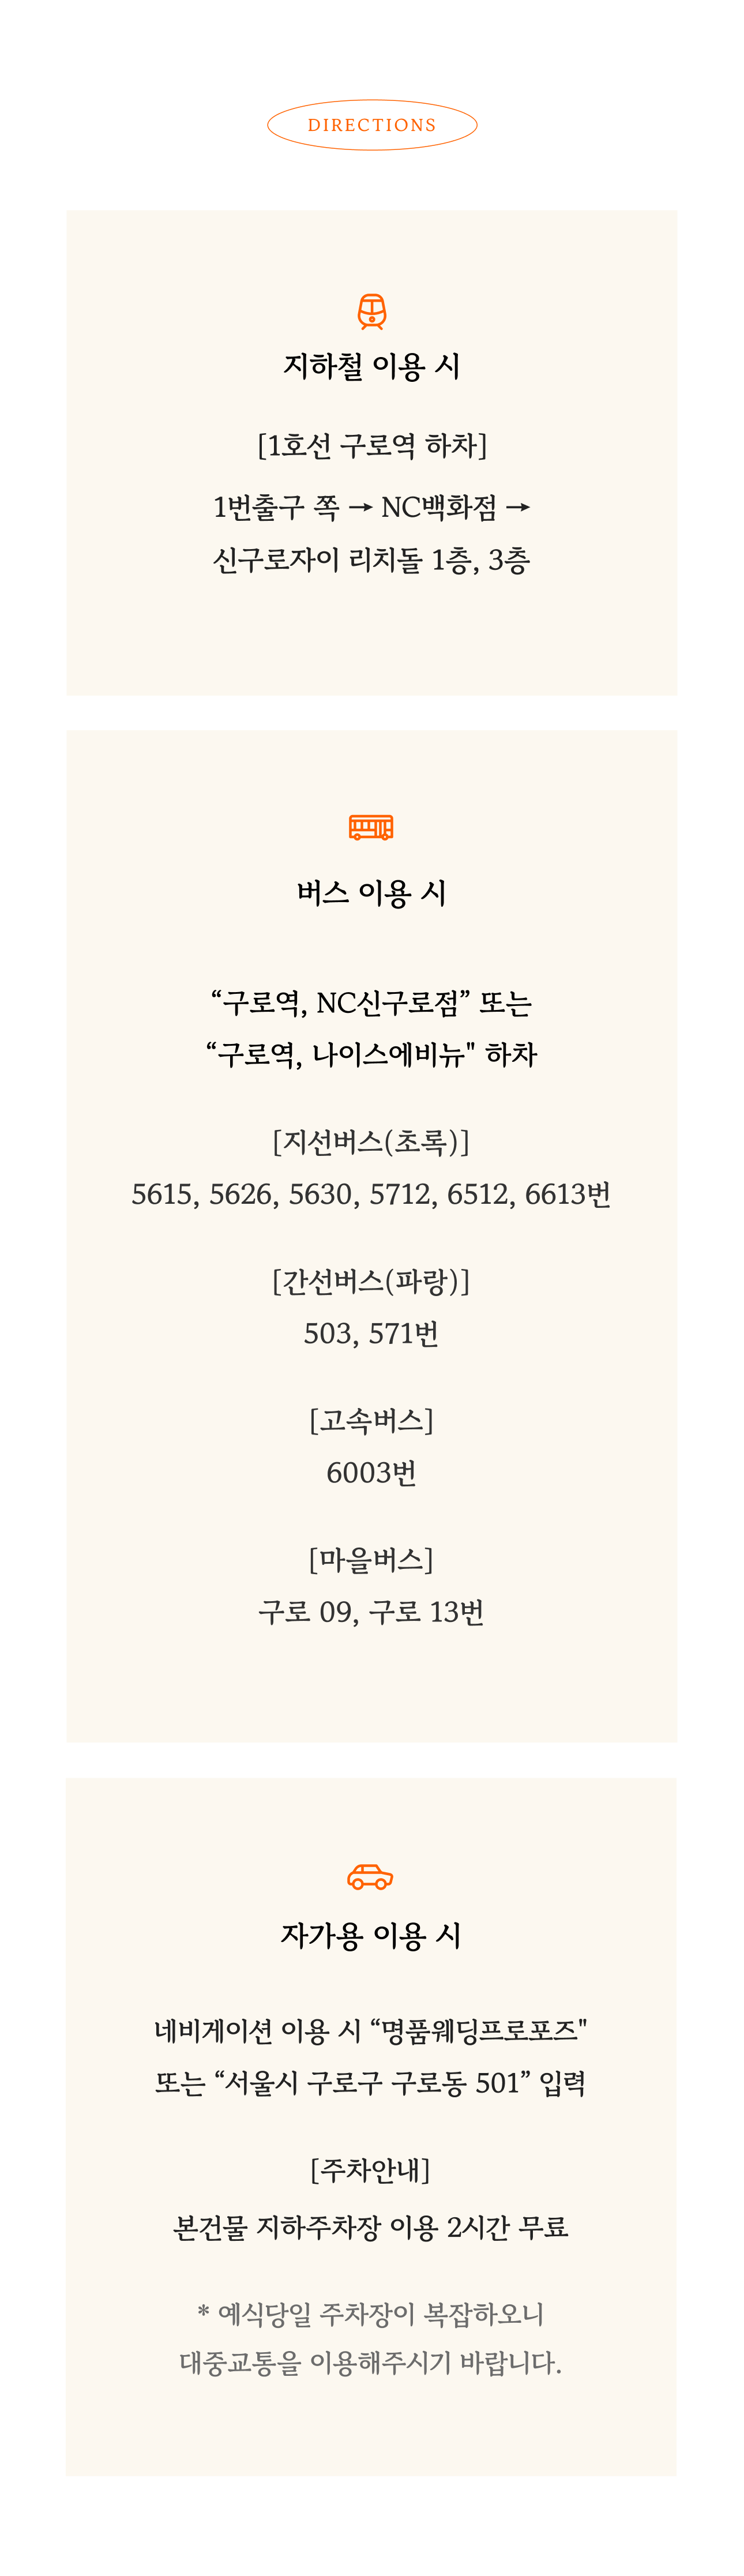 DIRECTIONS
지하철 이용 시
[1호선 구로역 하차]
1번출구 쪽 → NC백화점 →
신구로자이 리치돌 1층, 3층
버스 이용 시
“구로역, NC신구로점” 또는
“구로역, 나이스에비뉴" 하차
[지선버스(초록)]
5615, 5626, 5630, 5712, 6512, 6613번
[간선버스(파랑)]
503, 571번
[고속버스]
6003번
[마을버스]
구로 09, 구로 13번
자가용 이용 시
네비게이션 이용 시 “명품웨딩프로포즈"
또는 “서울시 구로구 구로동 501” 입력
[주차안내]
본건물 지하주차장 이용 2시간 무료
* 예식당일 주차장이 복잡하오니
대중교통을 이용해주시기 바랍니다.